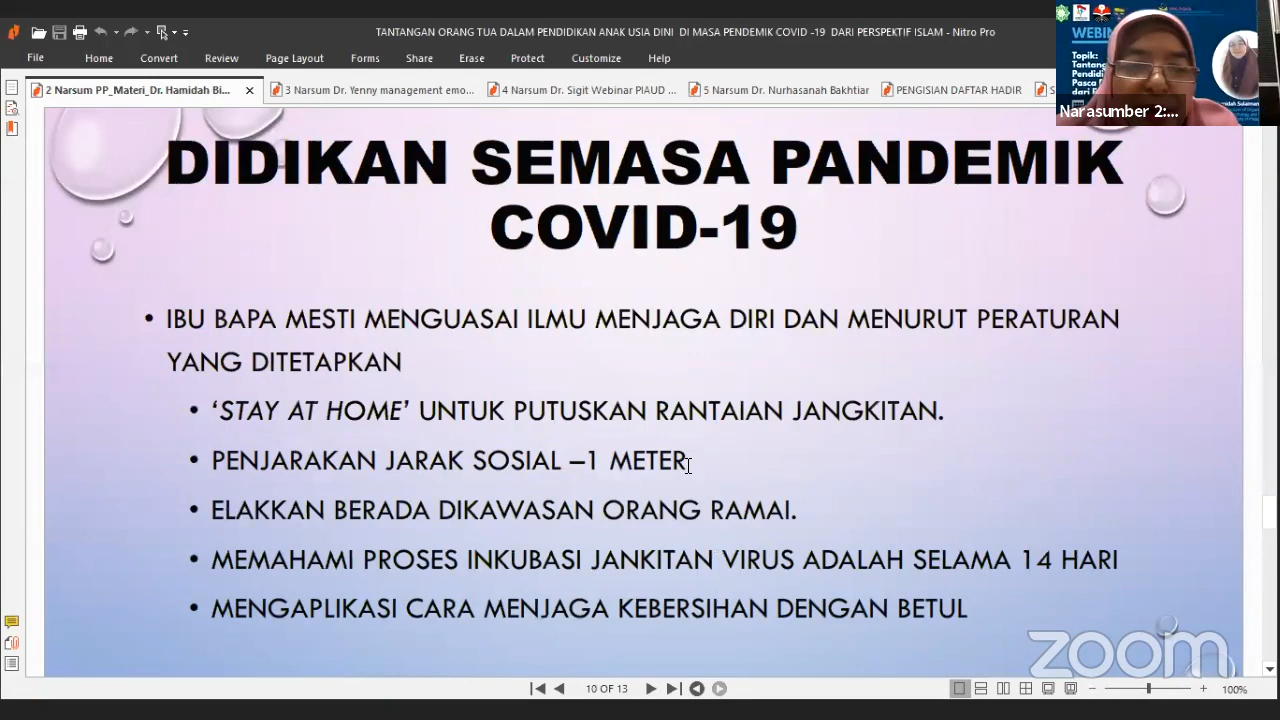 TANTANGAN ORANG TUA DALAM PENDIDIKAN ANAK USIA DINI DI MASA PENDEMIK COVID -19 DARI PERSPEKTIF ISLAM - Nitro Pro
File Home Convert Review Page Layout Forms Share Erase Protect Customize Help
2 Narsum PP_Materi_Dr. Hamidah Bi... 3 Narsum Dr. Yenny management emo... 4 Narsum Dr. Sigit Webinar PIAUD ... 5 Narsum Dr. Nurhasanah Bakhtiar PENGISIAN DAFTAR HADIR
WEBIN
Topik:
Narasumber 2:...
DIDIKAN SEMASA PANDEMIK
COVID-19
• IBU BAPA MESTI MENGUASAI ILMU MENJAGA DIRI DAN MENURUT PERATURAN
YANG DITETAPKAN
• ‘STAY AT HOME’ UNTUK PUTUSKAN RANTAIAN JANGKITAN.
• PENJARAKAN JARAK SOSIAL –1 METER
• ELAKKAN BERADA DIKAWASAN ORANG RAMAI.
• MEMAHAMI PROSES INKUBASI JANKITAN VIRUS ADALAH SELAMA 14 HARI
• MENGAPLIKASI CARA MENJAGA KEBERSIHAN DENGAN BETUL
zoom
10 OF 13
100%